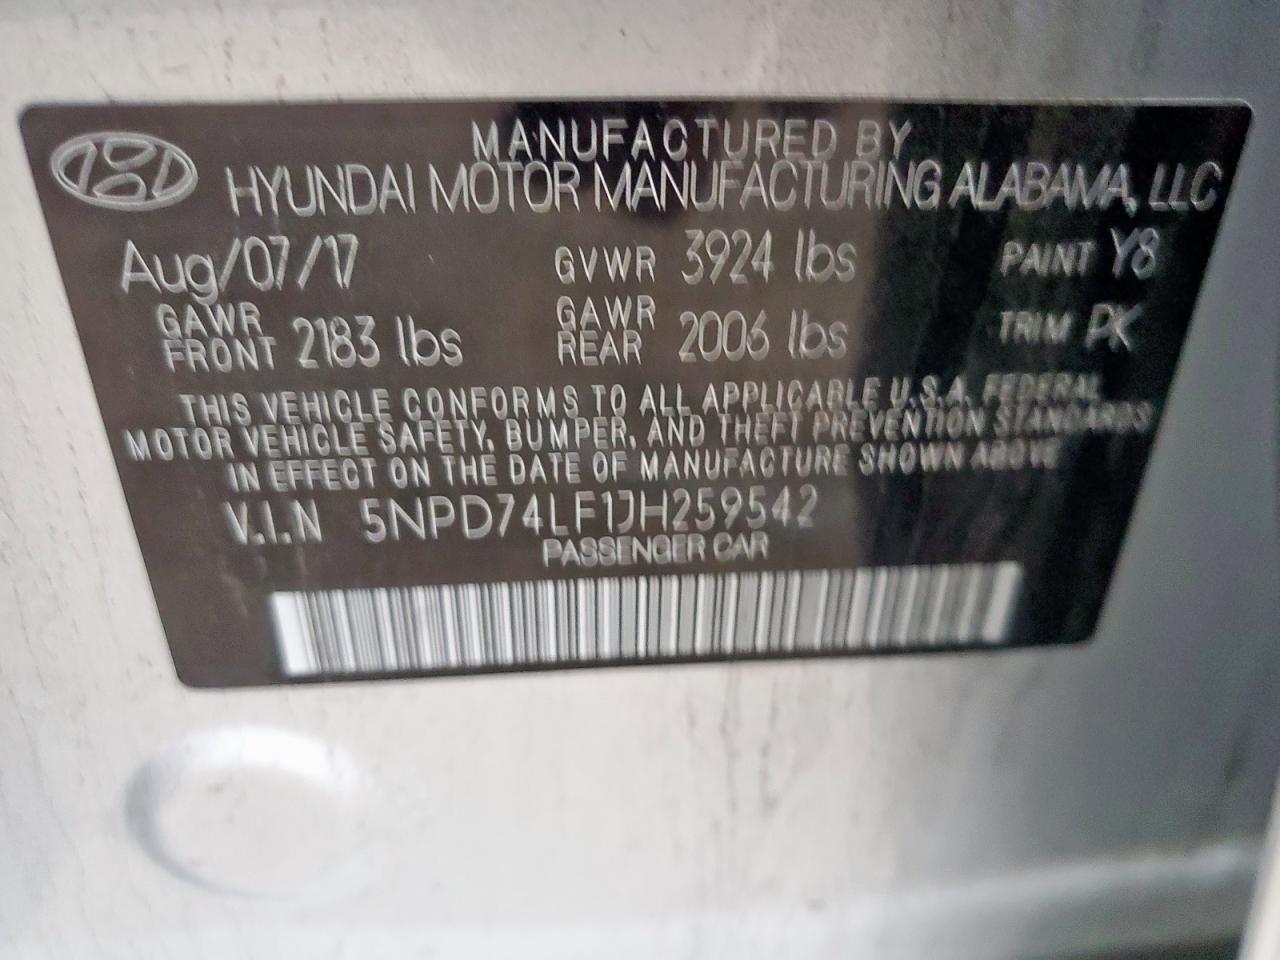 MANUFACTURED BY
HYUNDAI MOTOR MANUFACTURING ALABAMA, LLC
Aug/07/17 GVWR 3924 lbs PAINT Y8
GAWR FRONT 2183 lbs GAWR REAR 2006 lbs TRIM PK
THIS VEHICLE CONFORMS TO ALL APPLICABLE U.S.A. FEDERAL
MOTOR VEHICLE SAFETY, BUMPER, AND THEFT PREVENTION STANDARDS
IN EFFECT ON THE DATE OF MANUFACTURE SHOWN ABOVE
V.I.N 5NPD74LF1JH259542
PASSENGER CAR